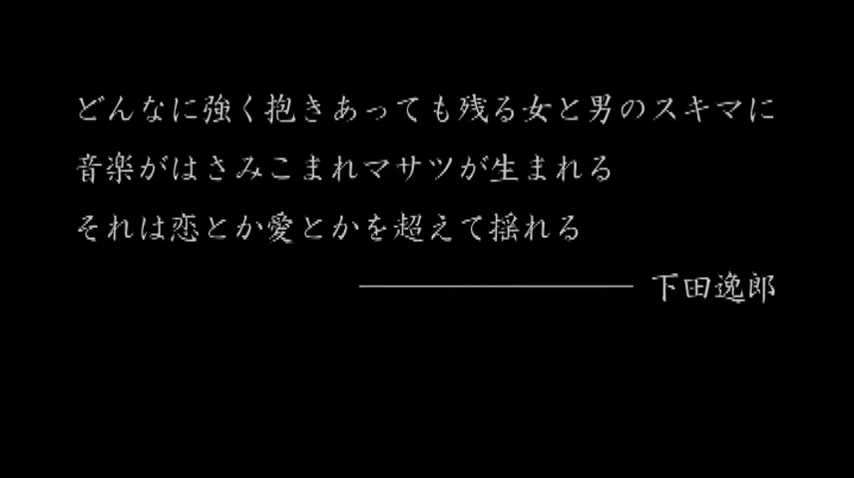 どんなに強く抱きあっても残る女と男のスキマに
音楽がはさみこまれマサツが生まれる
それは恋とか愛とかを超えて揺れる
――――――――― 下田逸郎